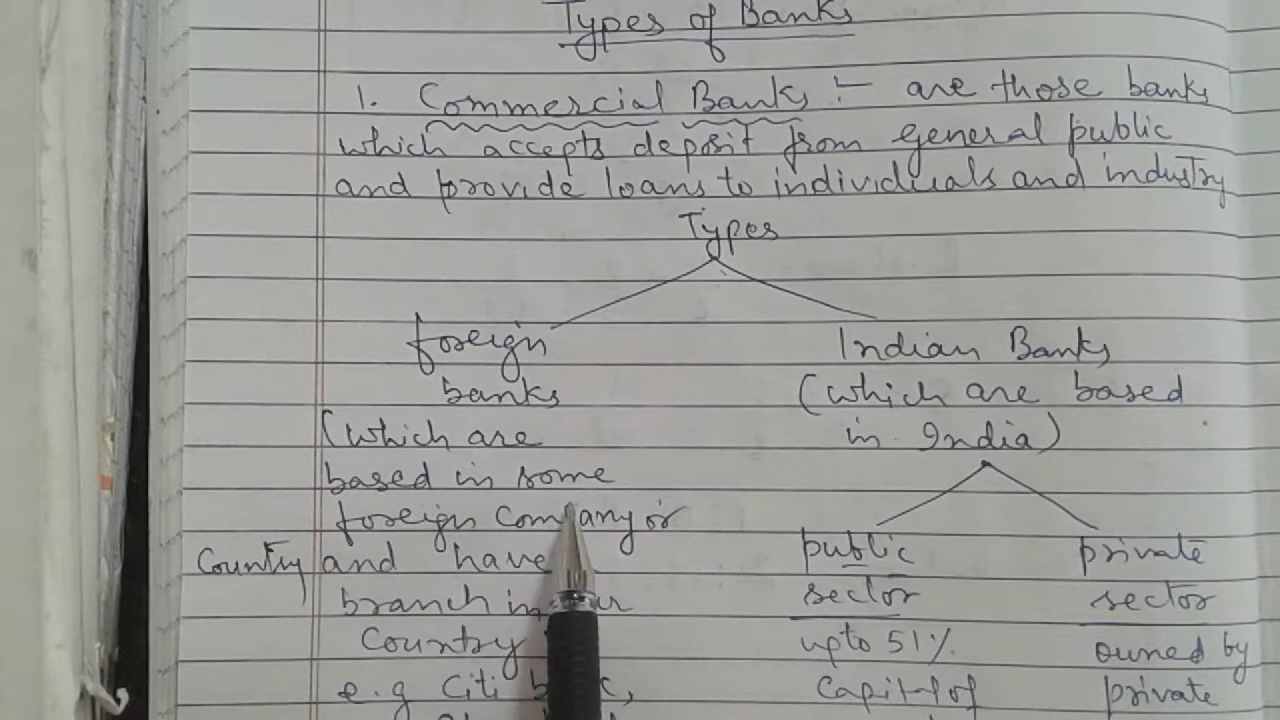 Types of Banks
1. Commercial Banks :- are those banks
which accepts deposit from general public
and provide loans to individuals and industry
Types
foreign
banks
(which are
based in some
foreign company or
Country and have
branch in
Country
e.g Citi
Indian Banks
(which are based
in India)
public
sector
upto 51%
capital of
private
sector
owned by
private